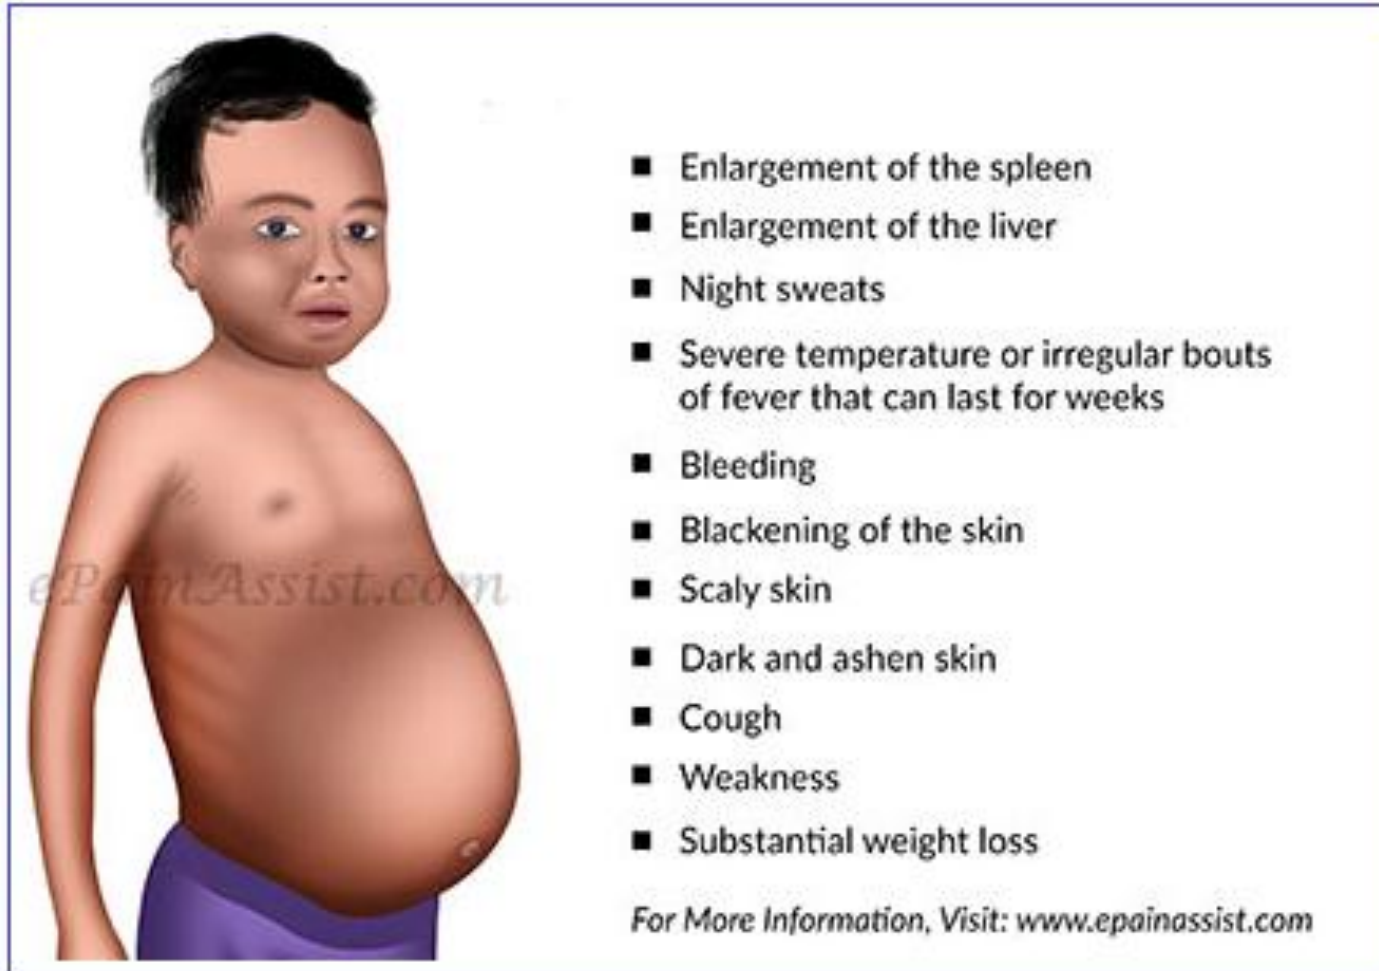 Enlargement of the spleen
Enlargement of the liver
Night sweats
Severe temperature or irregular bouts
of fever that can last for weeks
Bleeding
Blackening of the skin
ePainAssist.com
Scaly skin
Dark and ashen skin
Cough
Weakness
Substantial weight loss
For More Information, Visit: www.epainassist.com